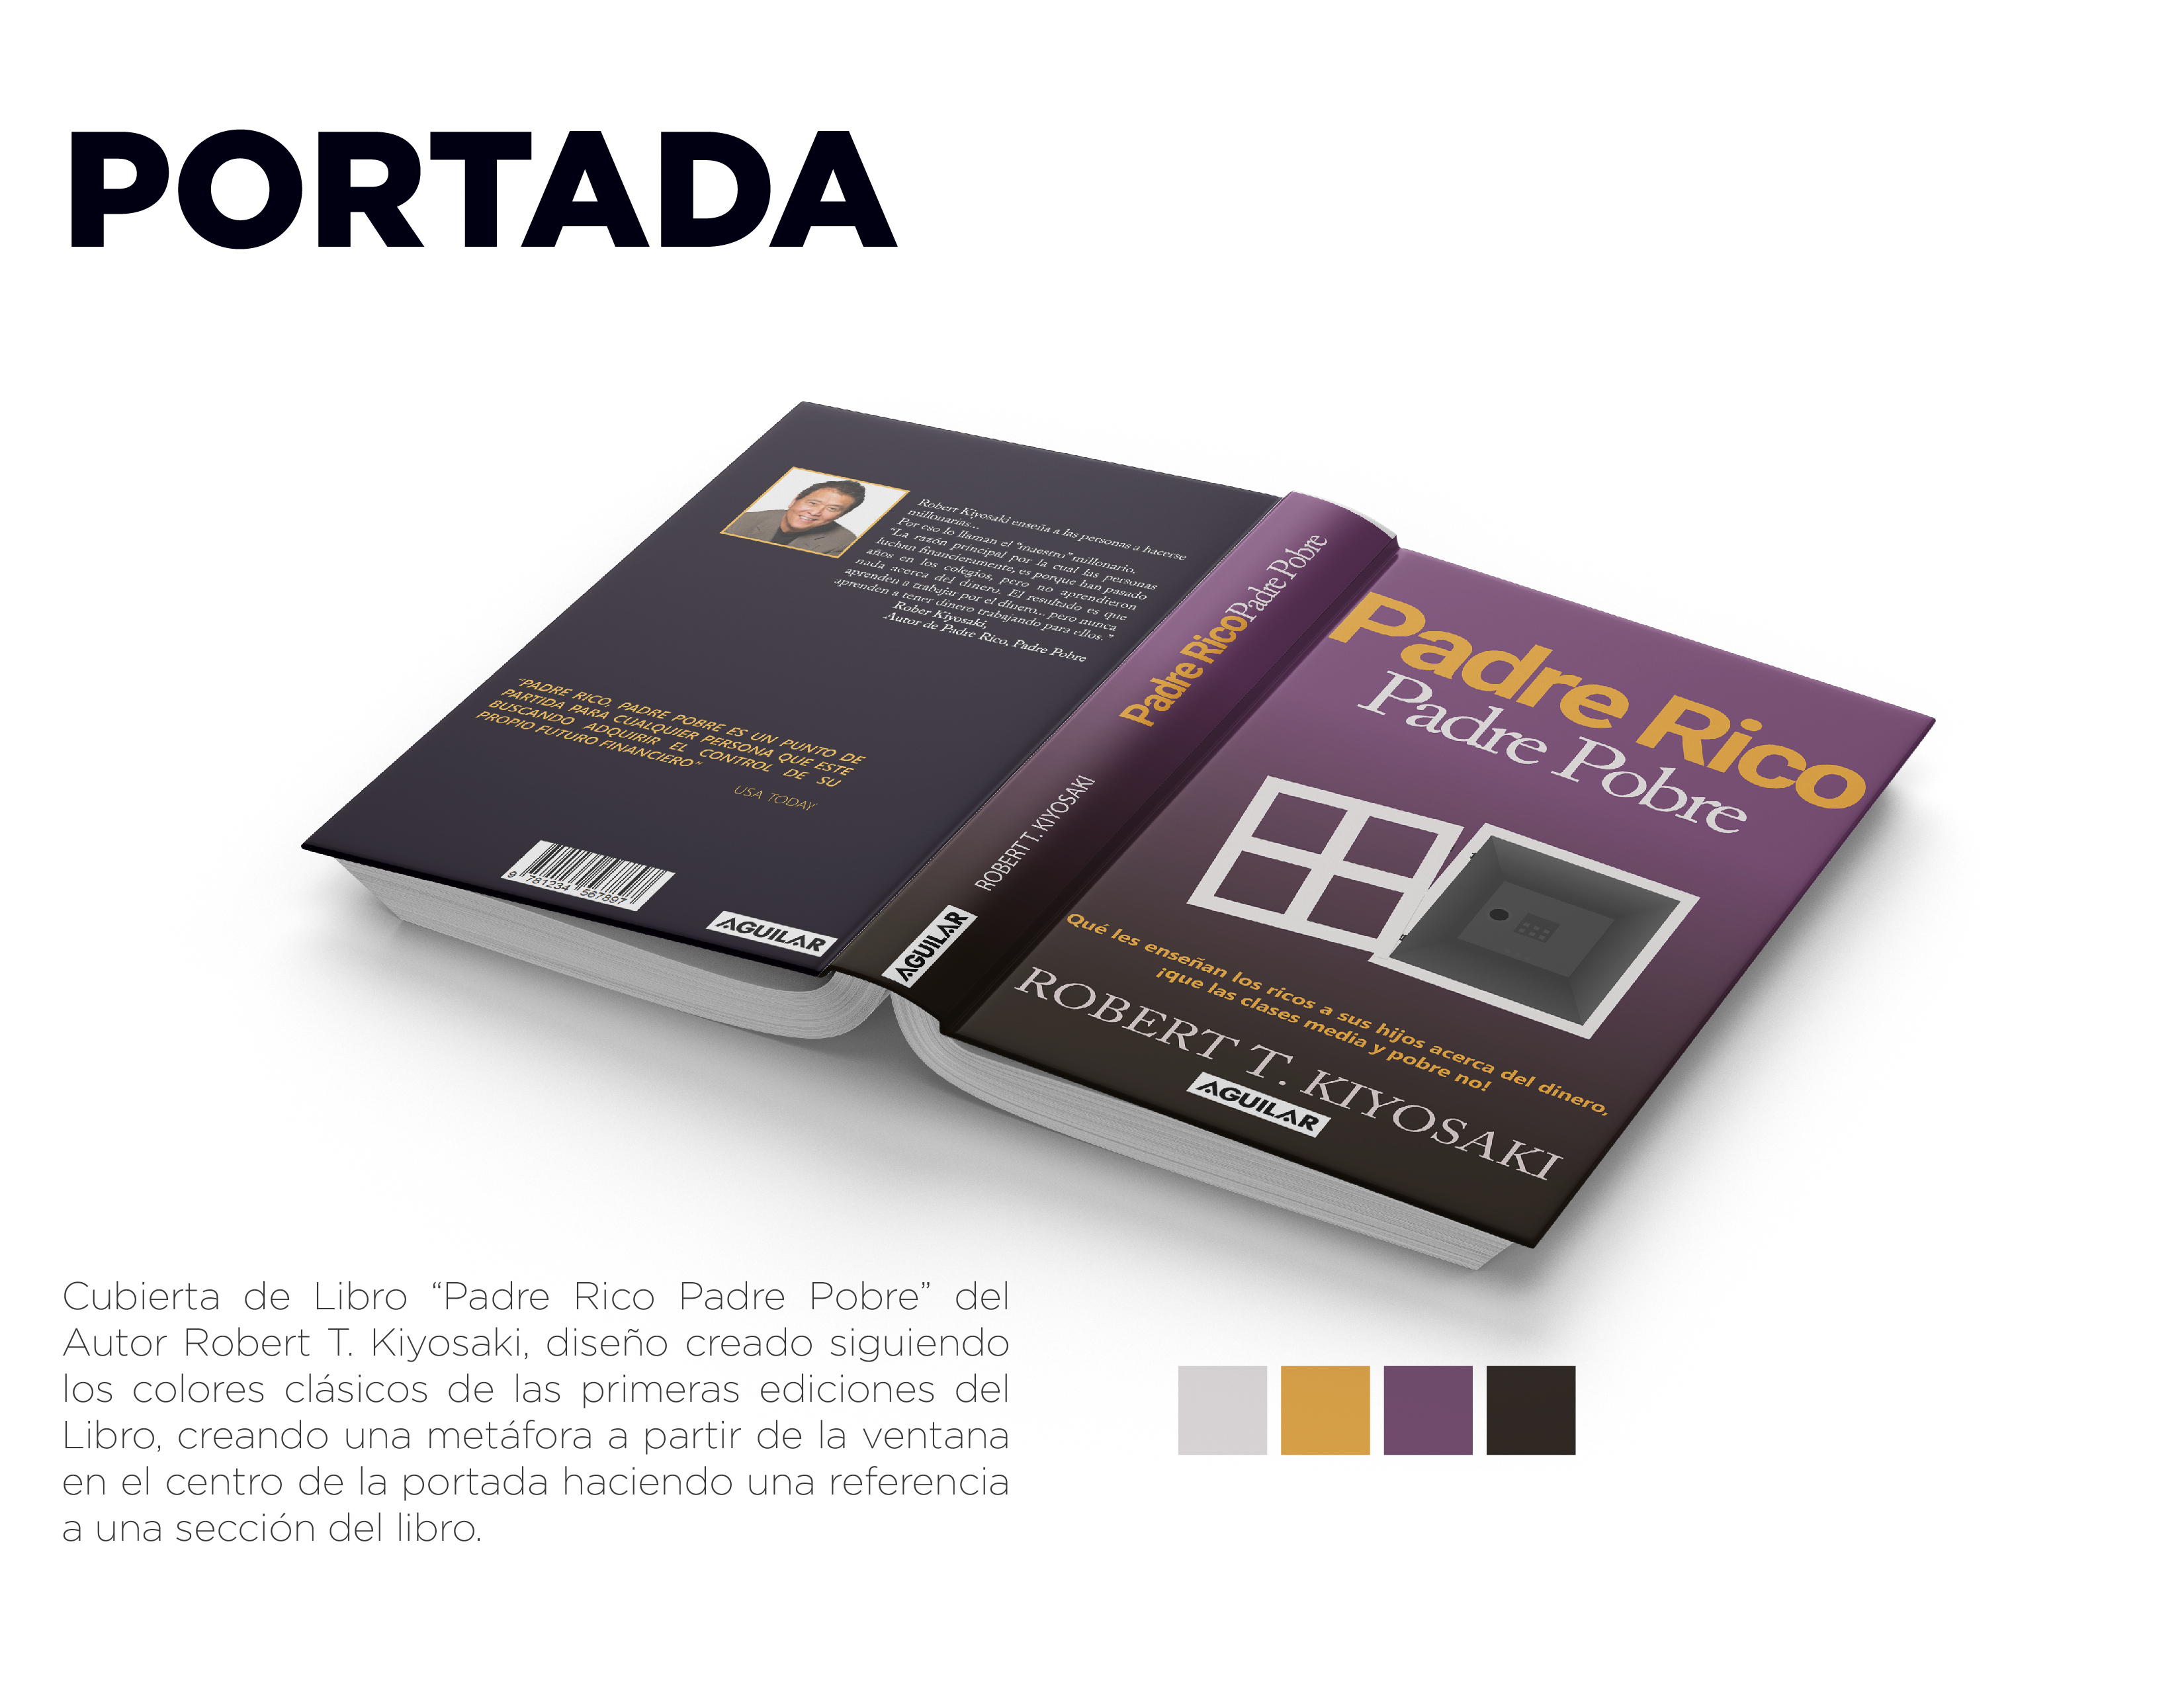 PORTADA
Robert Kiyosaki enseña a las personas a hacerse
millonarias...
Por eso lo llaman el "maestro" millonario.
"La razón principal por la cual las personas
luchan financieramente, es porque han pasado
años en los colegios, pero no aprendieron
nada acerca del dinero. El resultado es que
aprenden a trabajar por el dinero... pero nunca
aprenden a tener dinero trabajando para ellos."
Rober Kiyosaki,
Autor de Padre Rico, Padre Pobre
"PADRE RICO, PADRE POBRE ES UN PUNTO DE
PARTIDA PARA CUALQUIER PERSONA QUE ESTE
BUSCANDO ADQUIRIR EL CONTROL DE SU
PROPIO FUTURO FINANCIERO"
USA TODAY
9 781234 567897
AGUILAR
Padre Rico Padre Pobre
ROBERT T. KIYOSAKI
AGUILAR
Padre Rico
Padre Pobre
Qué les enseñan los ricos a sus hijos acerca del dinero,
¡que las clases media y pobre no!
ROBERT T. KIYOSAKI
AGUILAR
Cubierta de Libro “Padre Rico Padre Pobre” del
Autor Robert T. Kiyosaki, diseño creado siguiendo
los colores clásicos de las primeras ediciones del
Libro, creando una metáfora a partir de la ventana
en el centro de la portada haciendo una referencia
a una sección del libro.